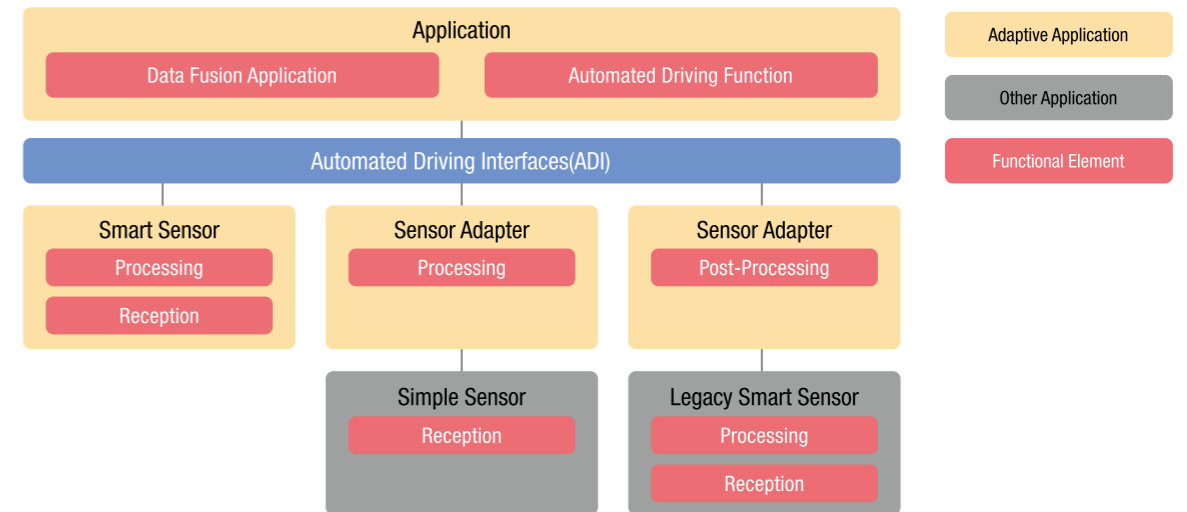 Application
Data Fusion Application
Automated Driving Function
Automated Driving Interfaces(ADI)
Smart Sensor
Processing
Reception
Sensor Adapter
Processing
Sensor Adapter
Post-Processing
Simple Sensor
Reception
Legacy Smart Sensor
Processing
Reception
Adaptive Application
Other Application
Functional Element